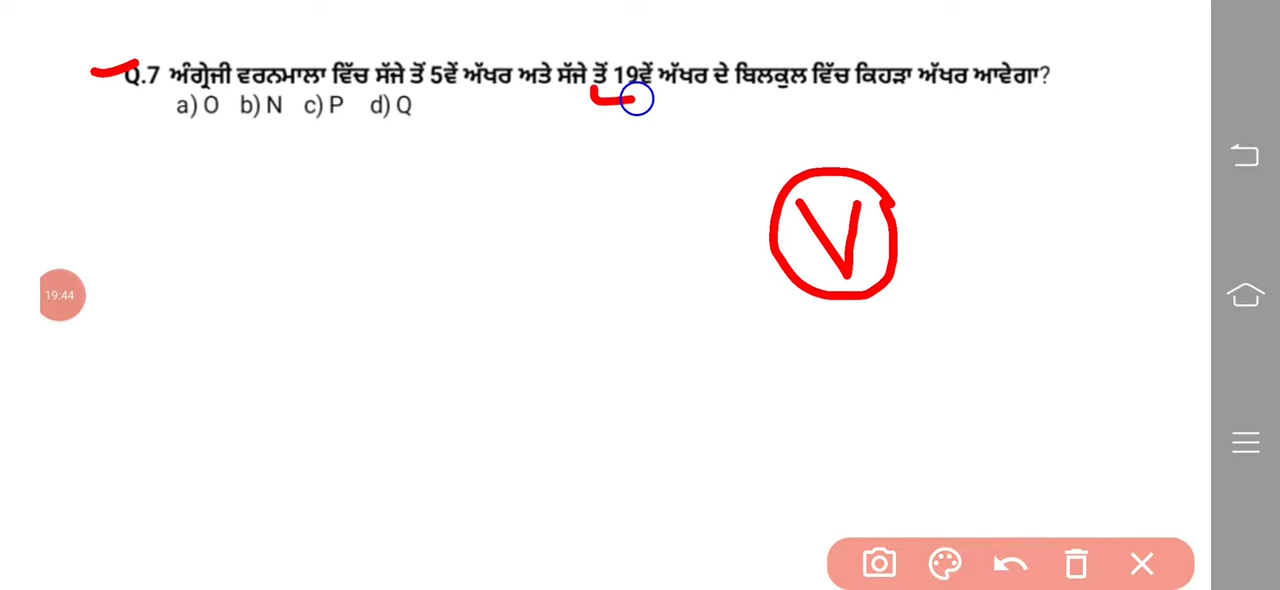 Q.7 ਅੰਗ੍ਰੇਜੀ ਵਰਨਮਾਲਾ ਵਿੱਚ ਸੱਜੇ ਤੋਂ 5ਵੇਂ ਅੱਖਰ ਅਤੇ ਸੱਜੇ ਤੋਂ 19ਵੇਂ ਅੱਖਰ ਦੇ ਬਿਲਕੁਲ ਵਿੱਚ ਕਿਹੜਾ ਅੱਖਰ ਆਵੇਗਾ?
a) O b) N c) P d) Q
V
19:44